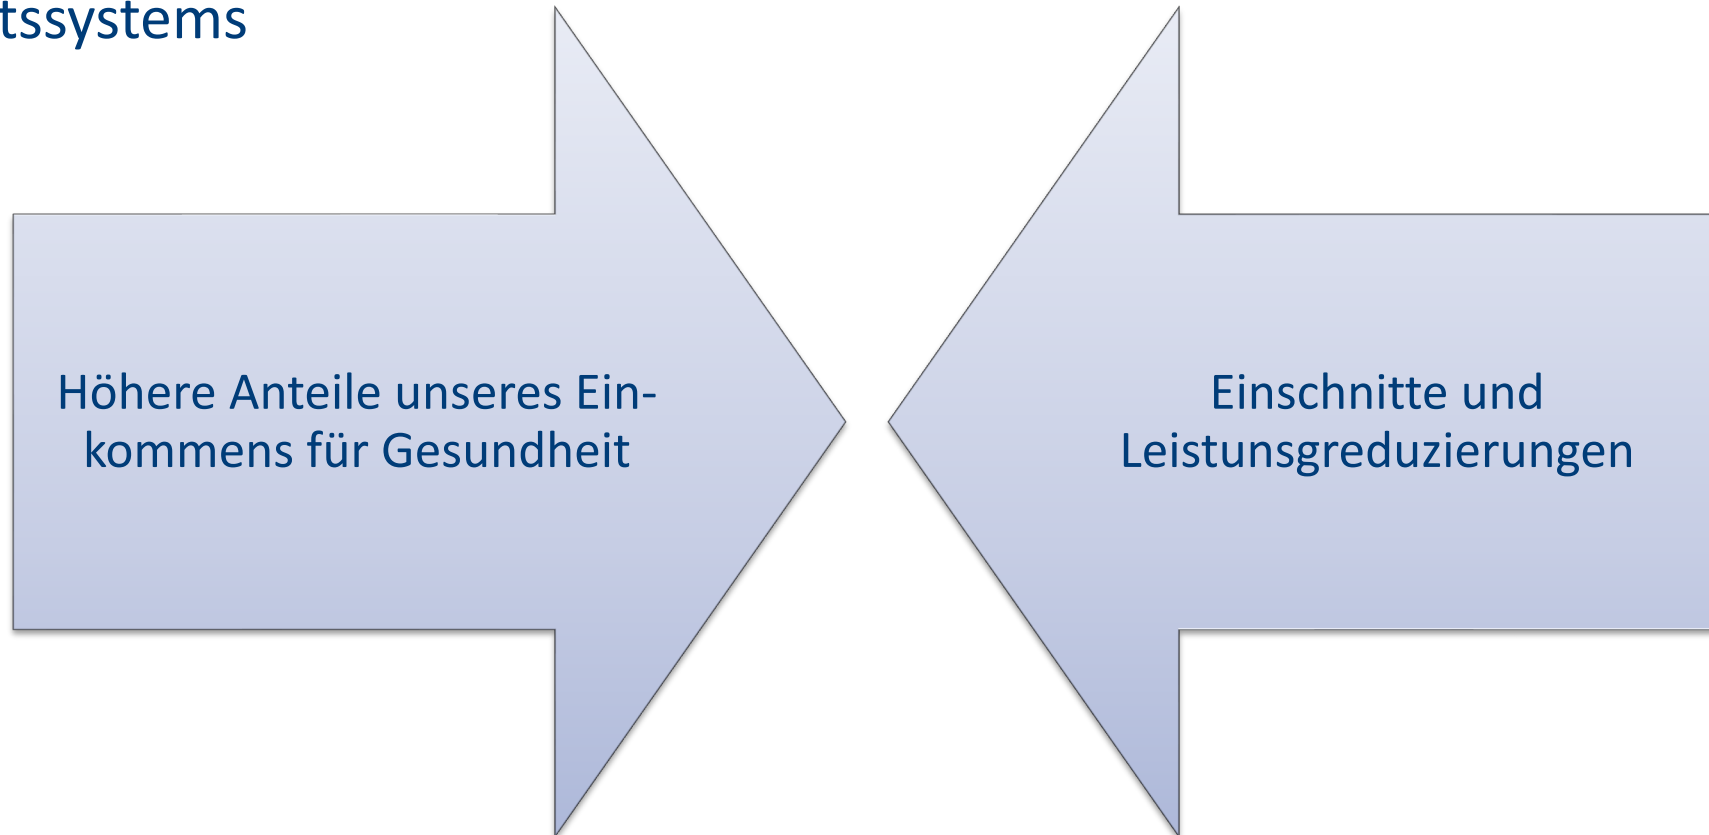 tssystems
Höhere Anteile unseres Ein-
kommens für Gesundheit
Einschnitte und
Leistunsgreduzierungen